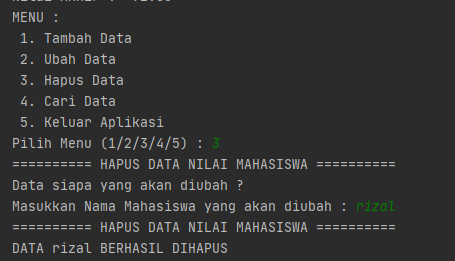 MENU :
1. Tambah Data
2. Ubah Data
3. Hapus Data
4. Cari Data
5. Keluar Aplikasi
Pilih Menu (1/2/3/4/5) : 3
========== HAPUS DATA NILAI MAHASISWA ==========
Data siapa yang akan diubah ?
Masukkan Nama Mahasiswa yang akan diubah : rizal
========== HAPUS DATA NILAI MAHASISWA ==========
DATA rizal BERHASIL DIHAPUS